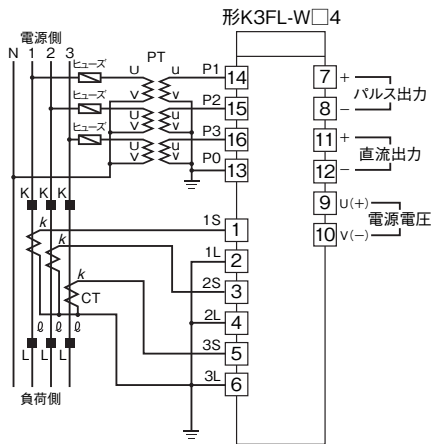 形K3FL-W□4
電源側
N 1 2 3
ヒューズ
ヒューズ
ヒューズ
PT
U u
V v
U u
V v
U u
V v
P1 14
P2 15
P3 16
P0 13
K K K
k
k
k
CT
ℓ ℓ ℓ
L L L
負荷側
1S 1
1L 2
2S 3
2L 4
3S 5
3L 6
7 +
8 −
パルス出力
11 +
12 −
直流出力
9 U(+)
10 V(−)
電源電圧